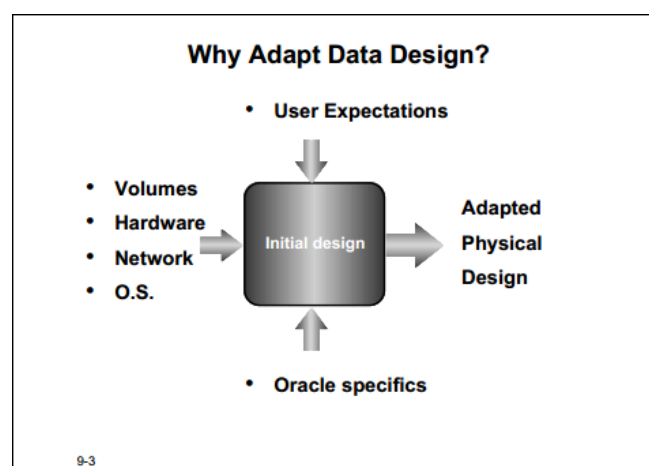 Why Adapt Data Design?
• User Expectations
• Volumes
• Hardware
• Network
• O.S.
Initial design
Adapted
Physical
Design
• Oracle specifics
9-3